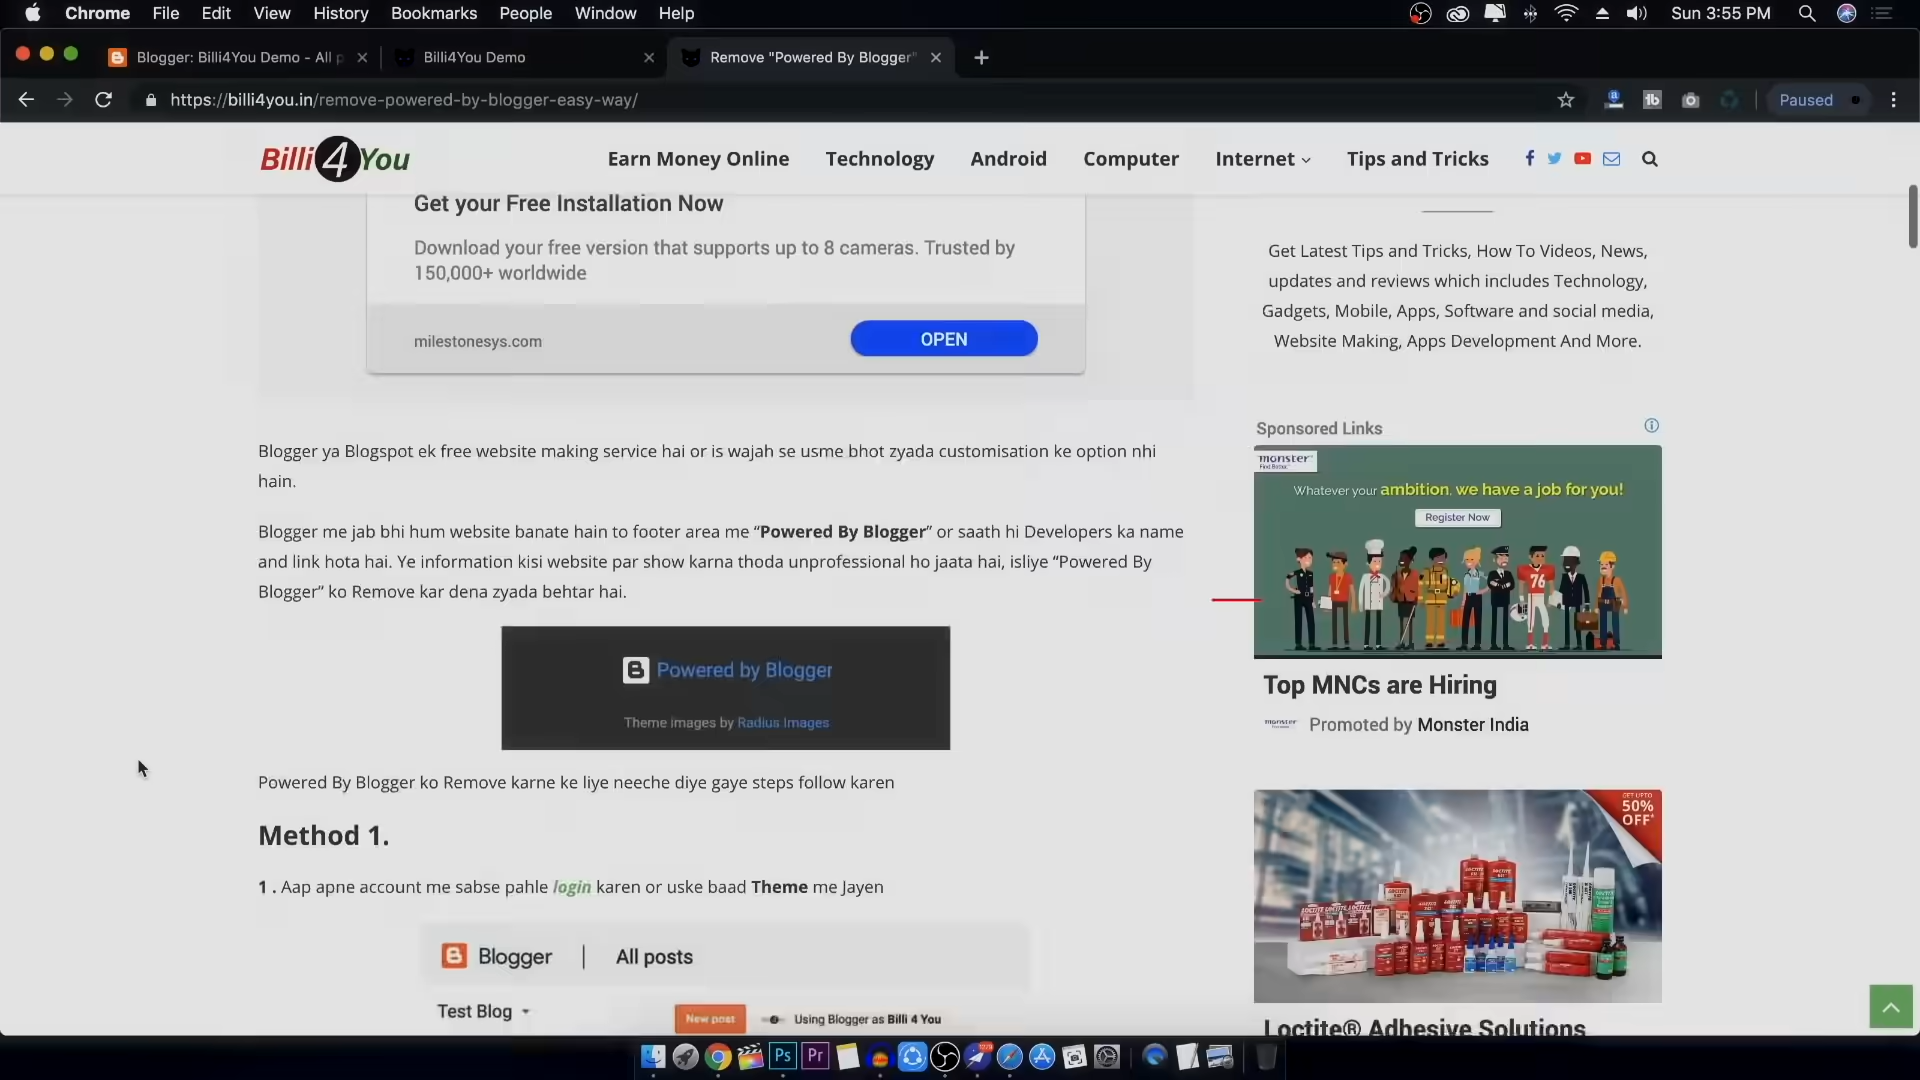 Chrome File Edit View History Bookmarks People Window Help Sun 3:55 PM
Blogger: Billi4You Demo - All p Billi4You Demo Remove "Powered By Blogger"
https://billi4you.in/remove-powered-by-blogger-easy-way/ Paused
Billi4You Earn Money Online Technology Android Computer Internet Tips and Tricks
Get your Free Installation Now
Download your free version that supports up to 8 cameras. Trusted by
150,000+ worldwide
milestonesys.com OPEN
Blogger ya Blogspot ek free website making service hai or is wajah se usme bhot zyada customisation ke option nhi
hain.
Blogger me jab bhi hum website banate hain to footer area me “Powered By Blogger” or saath hi Developers ka name
and link hota hai. Ye information kisi website par show karna thoda unprofessional ho jaata hai, isliye “Powered By
Blogger” ko Remove kar dena zyada behtar hai.
Powered by Blogger
Theme images by Radius Images
Powered By Blogger ko Remove karne ke liye neeche diye gaye steps follow karen
Method 1.
1 . Aap apne account me sabse pahle login karen or uske baad Theme me Jayen
Blogger | All posts
Test Blog New post Using Blogger as Billi 4 You
Get Latest Tips and Tricks, How To Videos, News,
updates and reviews which includes Technology,
Gadgets, Mobile, Apps, Software and social media,
Website Making, Apps Development And More.
Sponsored Links
monster
Find Better.
Whatever your ambition, we have a job for you!
Register Now
76
Top MNCs are Hiring
monster Promoted by Monster India
GET UPTO
50%
OFF*
LOCTITE
Loctite® Adhesive Solutions
Ps Pr